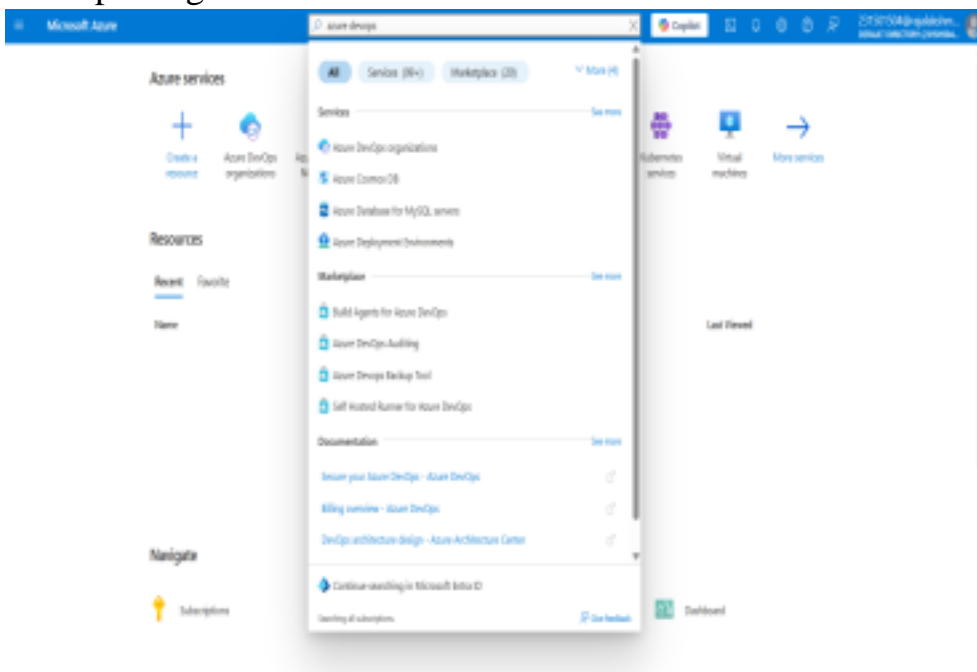 Microsoft Azure
azure devops
Copilot
Azure services
All
Services (99+)
Marketplace (20)
More (4)
Services
See more
Create a resource
Azure DevOps organizations
Kubernetes services
Virtual machines
More services
Azure DevOps organizations
Azure Cosmos DB
Azure Database for MySQL servers
Azure Deployment Environments
Resources
Recent
Favorite
Marketplace
See more
Name
Last Viewed
Build Agents for Azure DevOps
Azure DevOps Auditing
Azure Devops Backup Tool
Self Hosted Runner for Azure DevOps
Documentation
See more
Secure your Azure DevOps - Azure DevOps
Billing overview - Azure DevOps
DevOps architecture design - Azure Architecture Center
Navigate
Continue searching in Microsoft Entra ID
Subscriptions
Dashboard
Searching all subscriptions.
Give feedback